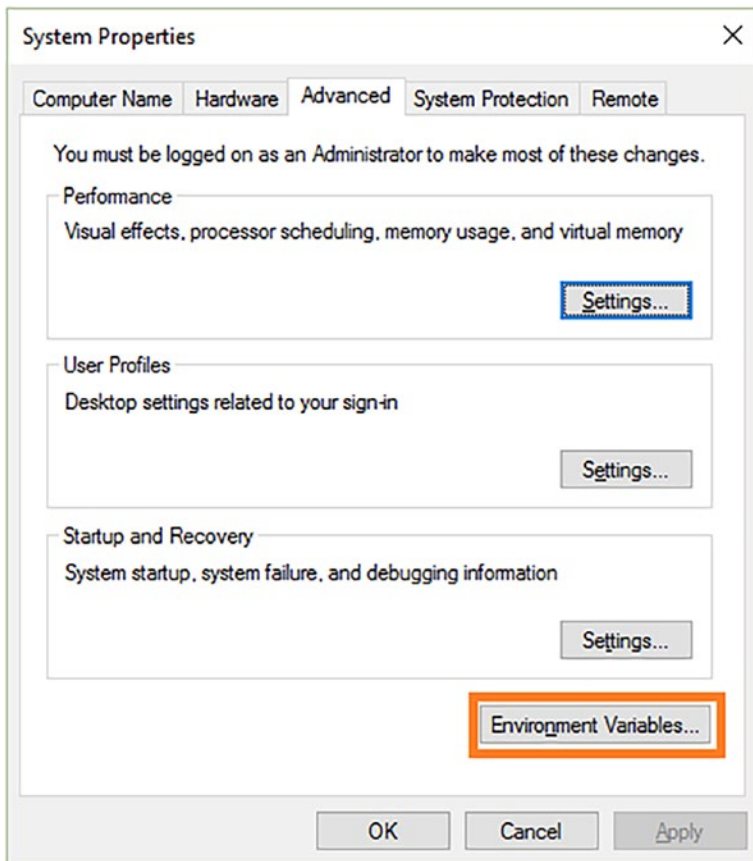 System Properties
Computer Name Hardware Advanced System Protection Remote
You must be logged on as an Administrator to make most of these changes.
Performance
Visual effects, processor scheduling, memory usage, and virtual memory
Settings...
User Profiles
Desktop settings related to your sign-in
Settings...
Startup and Recovery
System startup, system failure, and debugging information
Settings...
Environment Variables...
OK Cancel Apply